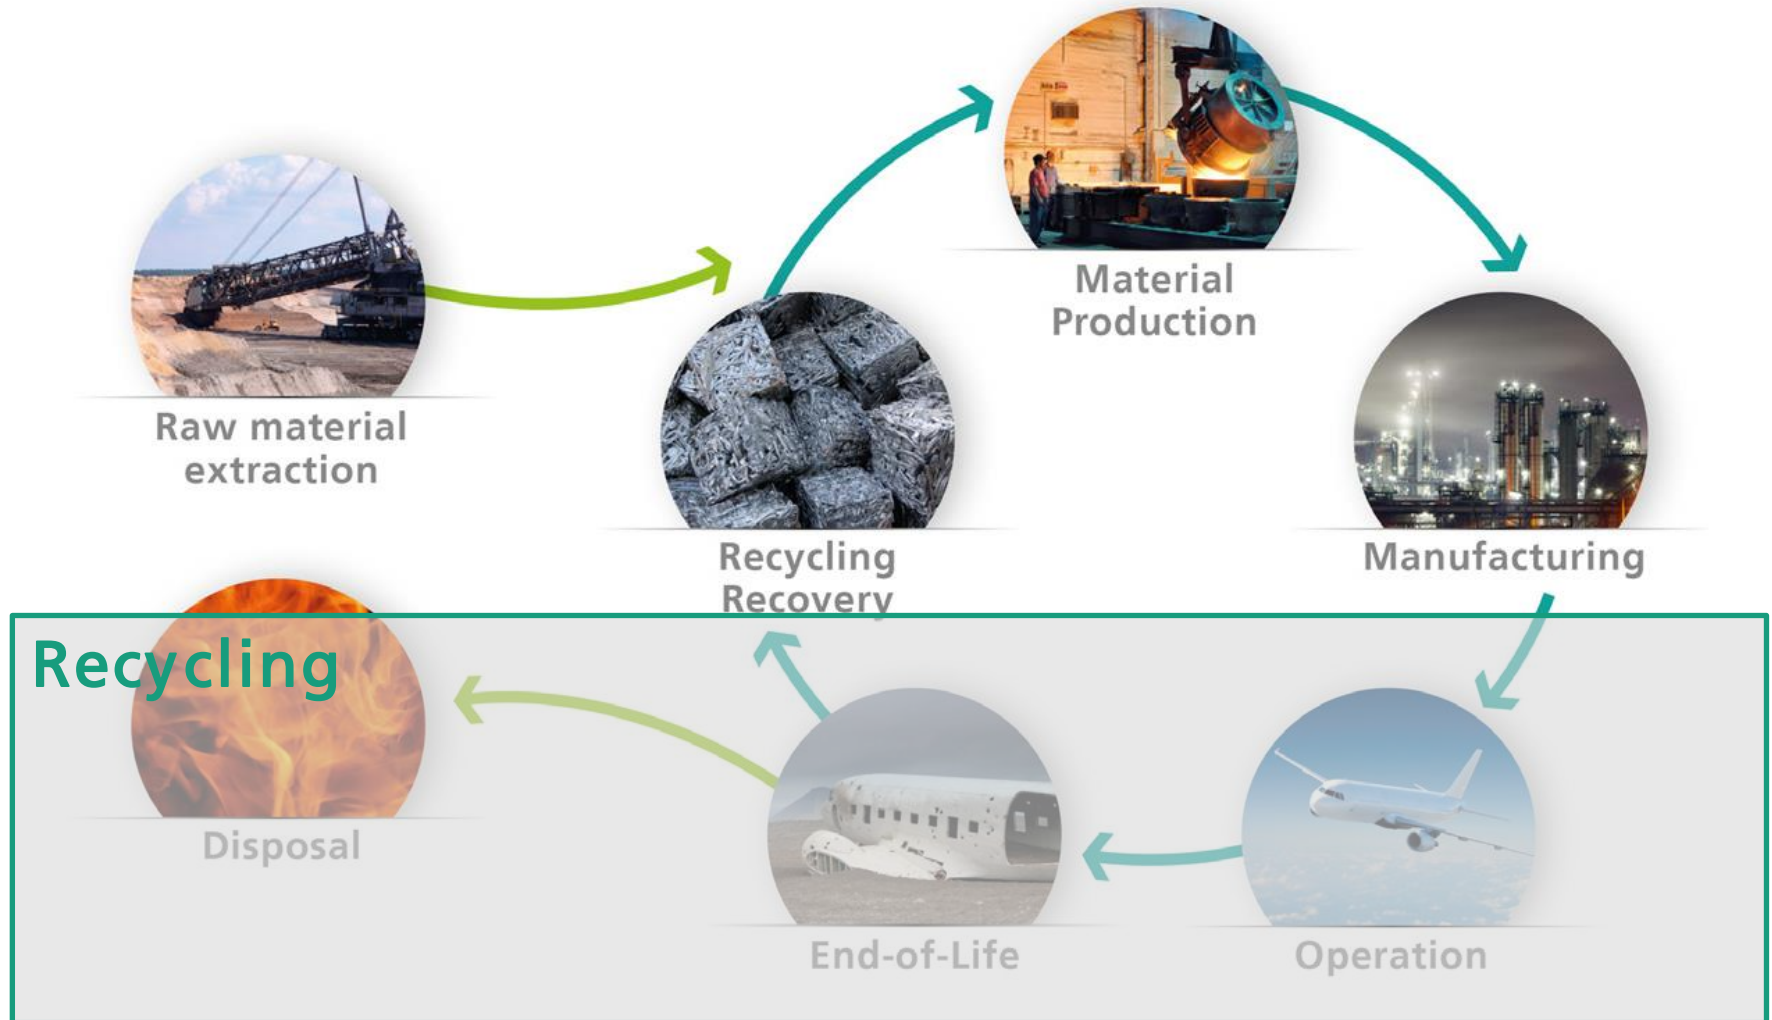 Raw material
extraction
Recycling
Recovery
Material
Production
Manufacturing
Recycling
Disposal
End-of-Life
Operation